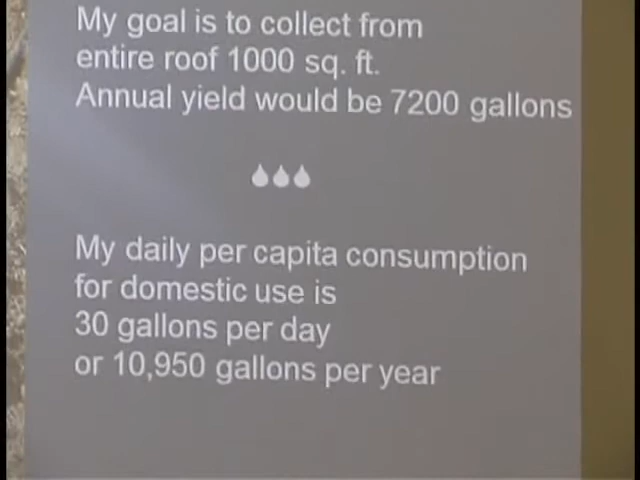 My goal is to collect from
entire roof 1000 sq. ft.
Annual yield would be 7200 gallons
My daily per capita consumption
for domestic use is
30 gallons per day
or 10,950 gallons per year